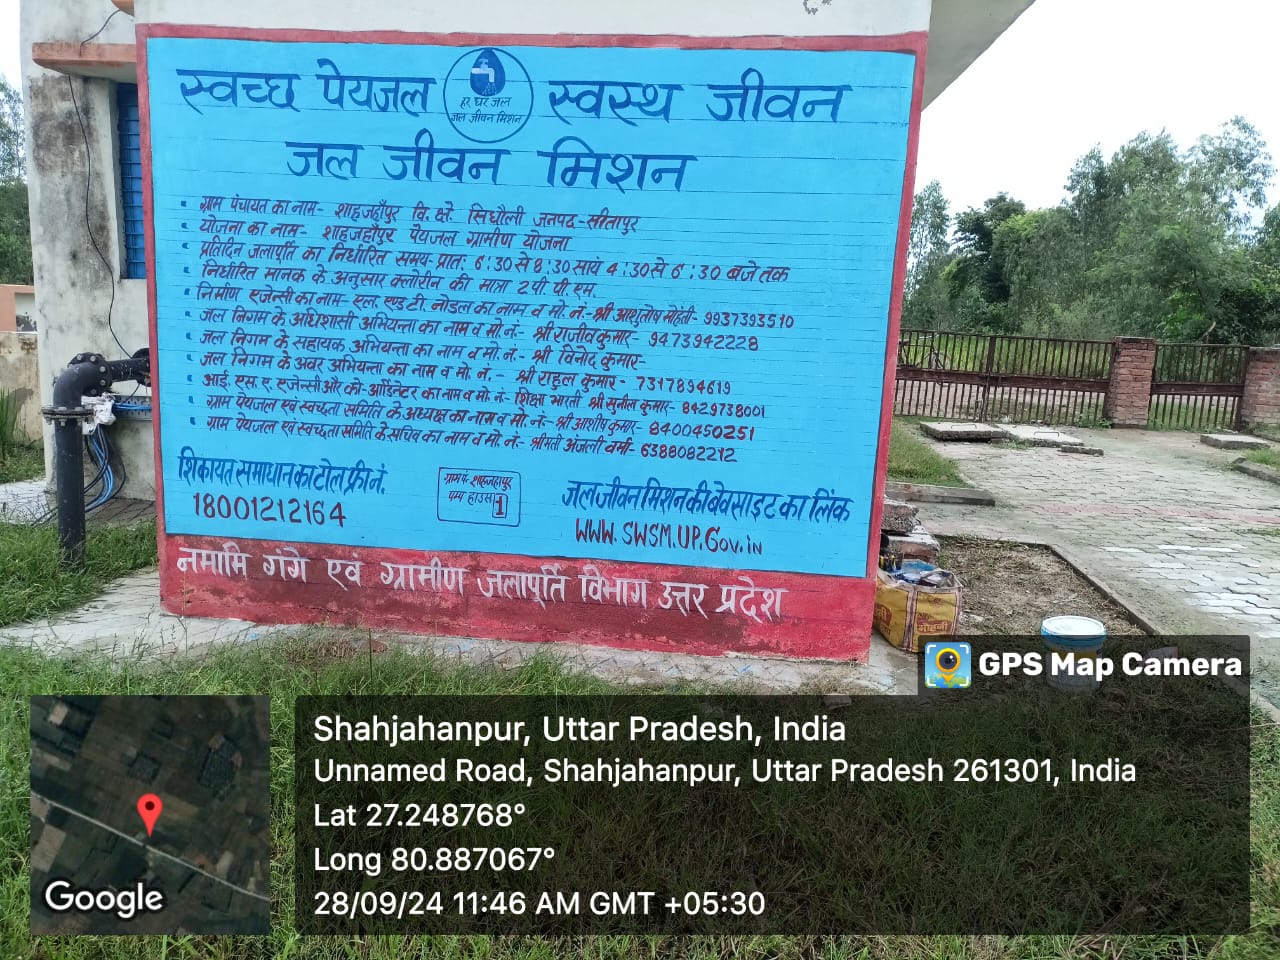 स्वच्छ पेयजल
हर घर जल
जल जीवन मिशन
स्वस्थ जीवन
जल जीवन मिशन
▪ ग्राम पंचायत का नाम- शाहजहाँपुर वि. क्षे. सिधौली जनपद-सीतापुर
▪ योजना का नाम- शाहजहाँपुर पेयजल ग्रामीण योजना
▪ प्रतिदिन जलापूर्ति का निर्धारित समय- प्रात: 6:30 से 8:30 सायं 4:30 से 6:30 बजे तक
▪ निर्धारित मानक के अनुसार क्लोरीन की मात्रा 2 पी. पी. एम.
▪ निर्माण एजेन्सी का नाम- एल. एण्ड टी. नोडल का नाम व मो. नं.- श्री आशुतोष मोहंती- 9937393510
▪ जल निगम के अधिशासी अभियन्ता का नाम व मो. नं.- श्री राजीव कुमार- 9473942228
▪ जल निगम के सहायक अभियन्ता का नाम व मो. नं.- श्री विनोद कुमार-
▪ जल निगम के अवर अभियन्ता का नाम व मो. नं.- श्री राहुल कुमार- 7317894619
▪ आई. एस. ए. एजेन्सी और को-ऑर्डिनेटर का नाम व मो. नं- शिक्षा भारती श्री सुनील कुमार- 8429738001
▪ ग्राम पेयजल एवं स्वच्छता समिति के अध्यक्ष का नाम व मो. नं- श्री आशीष कुमार- 8400450251
▪ ग्राम पेयजल एवं स्वच्छता समिति के सचिव का नाम व मो. नं- श्रीमती अंजली वर्मा- 6388082212
शिकायत समाधान का टोल फ्री नं.
18001212164
ग्राम पं. शाहजहाँपुर
पम्प हाउस 1
जल जीवन मिशन की बेवसाइट का लिंक
WWW.SWSM.UP.Gov.iN
नमामि गंगे एवं ग्रामीण जलापूर्ति विभाग उत्तर प्रदेश
GPS Map Camera
Shahjahanpur, Uttar Pradesh, India
Unnamed Road, Shahjahanpur, Uttar Pradesh 261301, India
Lat 27.248768°
Long 80.887067°
28/09/24 11:46 AM GMT +05:30
Google